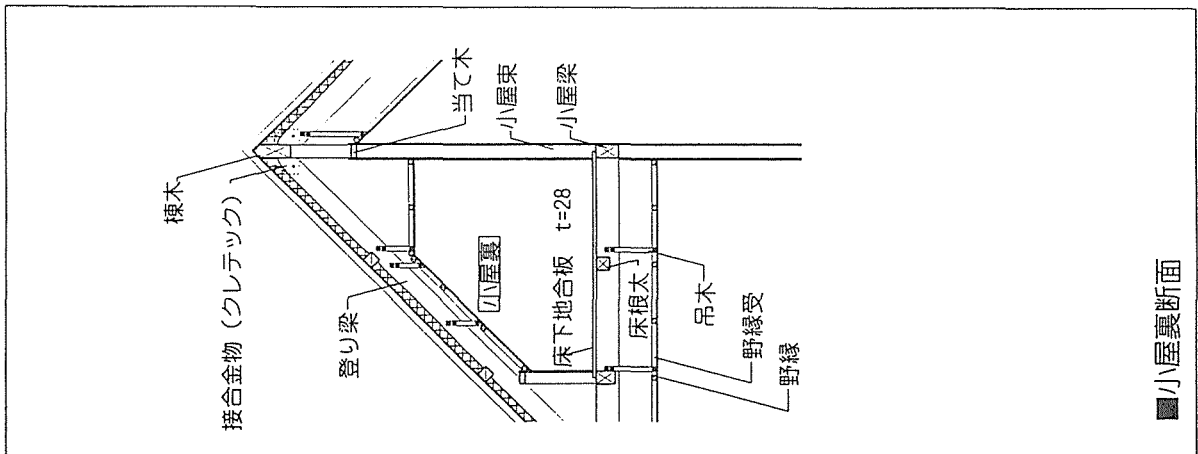 棟木
接合金物（クレテック）
登り梁
小屋裏
当て木
小屋束
小屋梁
床下地合板 t=28
床根太
吊木
野縁受
野縁
■小屋裏断面